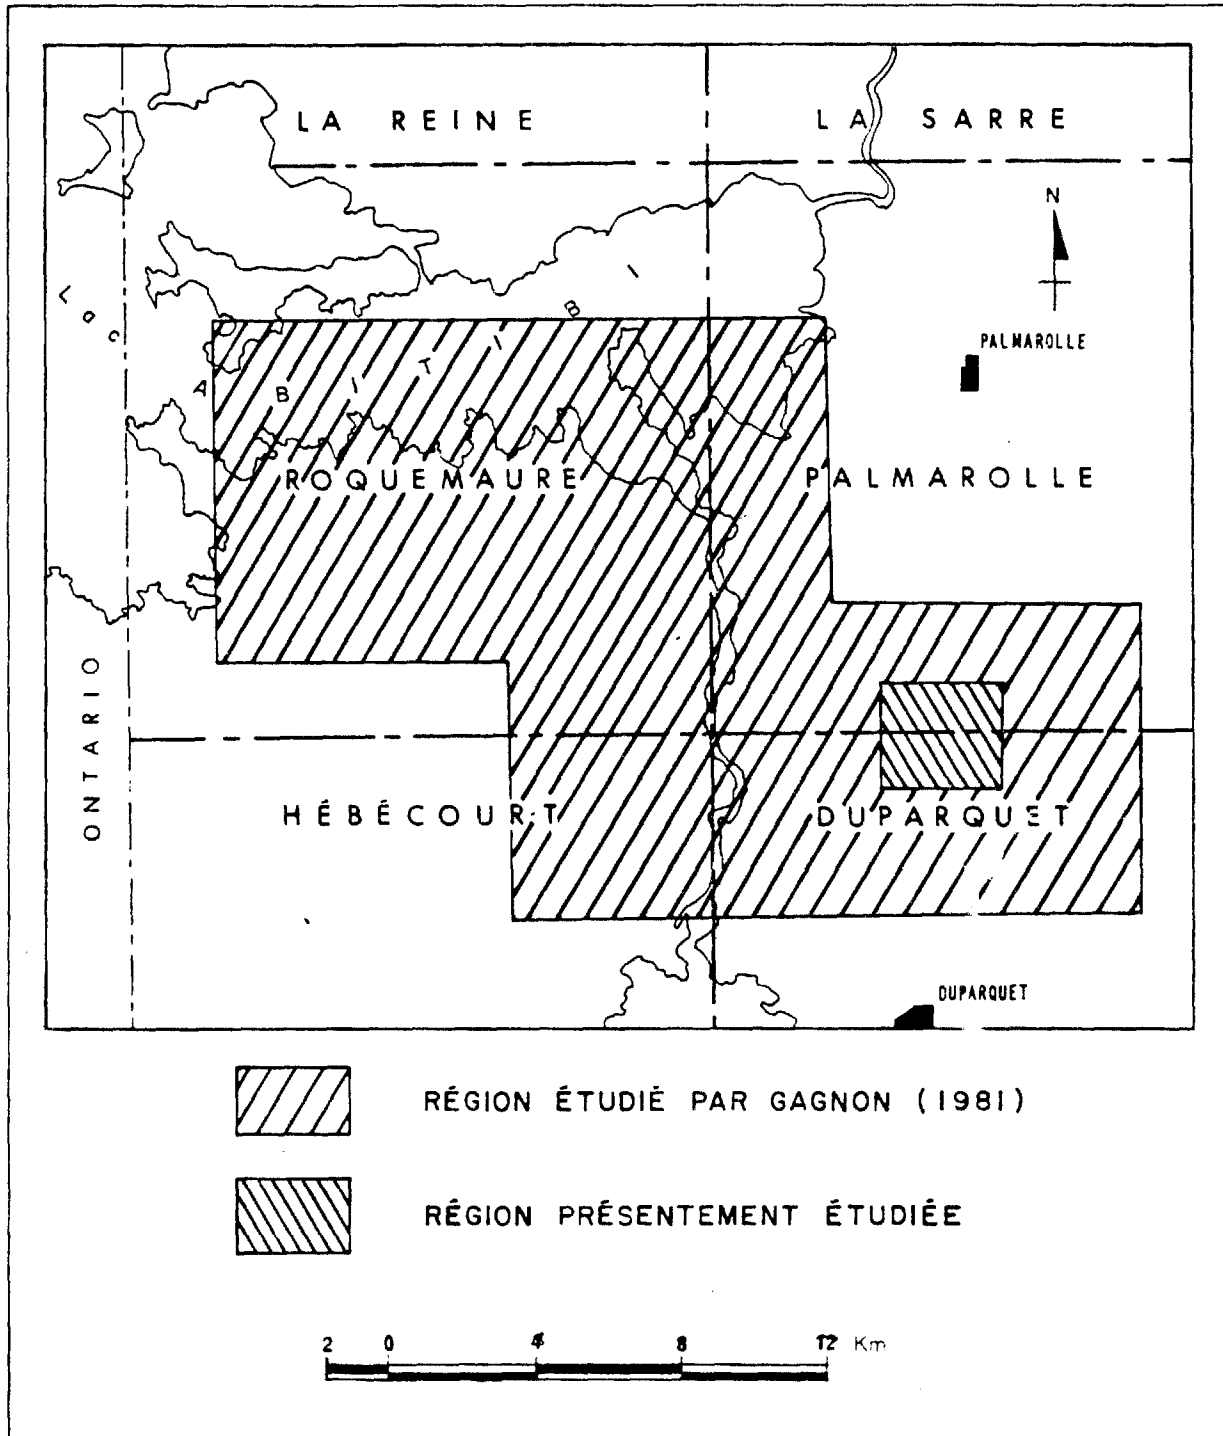 LA REINE
LA SARRE
N
LAC ABITIBI
PALMAROLLE
ROQUEMAURE
PALMAROLLE
ONTARIO
HÉBÉCOURT
DUPARQUET
DUPARQUET
RÉGION ÉTUDIÉ PAR GAGNON (1981)
RÉGION PRÉSENTEMENT ÉTUDIÉE
2 0 4 8 12 Km